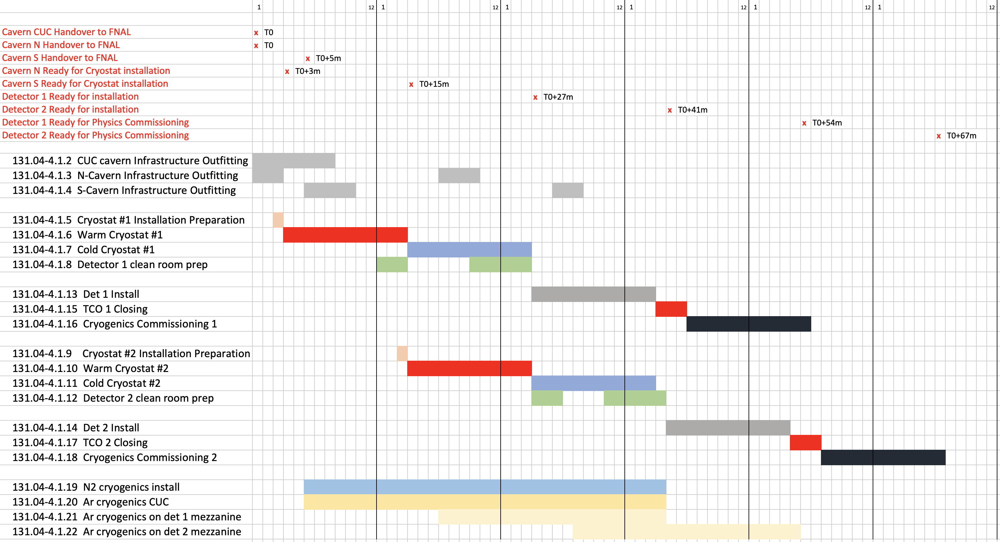 1 12 1 12 1 12 1 12 1 12 1 12
Cavern CUC Handover to FNAL x T0
Cavern N Handover to FNAL x T0
Cavern S Handover to FNAL x T0+5m
Cavern N Ready for Cryostat installation x T0+3m
Cavern S Ready for Cryostat installation x T0+15m
Detector 1 Ready for installation x T0+27m
Detector 2 Ready for installation x T0+41m
Detector 1 Ready for Physics Commissioning x T0+54m
Detector 2 Ready for Physics Commissioning x T0+67m
131.04-4.1.2 CUC cavern Infrastructure Outfitting
131.04-4.1.3 N-Cavern Infrastructure Outfitting
131.04-4.1.4 S-Cavern Infrastructure Outfitting
131.04-4.1.5 Cryostat #1 Installation Preparation
131.04-4.1.6 Warm Cryostat #1
131.04-4.1.7 Cold Cryostat #1
131.04-4.1.8 Detector 1 clean room prep
131.04-4.1.13 Det 1 Install
131.04-4.1.15 TCO 1 Closing
131.04-4.1.16 Cryogenics Commissioning 1
131.04-4.1.9 Cryostat #2 Installation Preparation
131.04-4.1.10 Warm Cryostat #2
131.04-4.1.11 Cold Cryostat #2
131.04-4.1.12 Detector 2 clean room prep
131.04-4.1.14 Det 2 Install
131.04-4.1.17 TCO 2 Closing
131.04-4.1.18 Cryogenics Commissioning 2
131.04-4.1.19 N2 cryogenics install
131.04-4.1.20 Ar cryogenics CUC
131.04-4.1.21 Ar cryogenics on det 1 mezzanine
131.04-4.1.22 Ar cryogenics on det 2 mezzanine